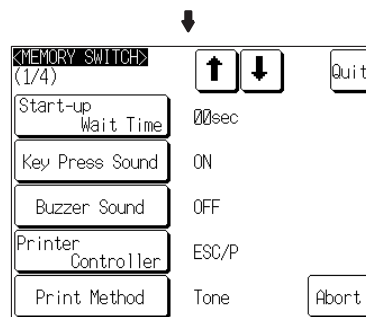 <MEMORY SWITCH>
(1/4)
Quit
Start-up
Wait Time
00sec
Key Press Sound
ON
Buzzer Sound
OFF
Printer
Controller
ESC/P
Print Method
Tone
Abort